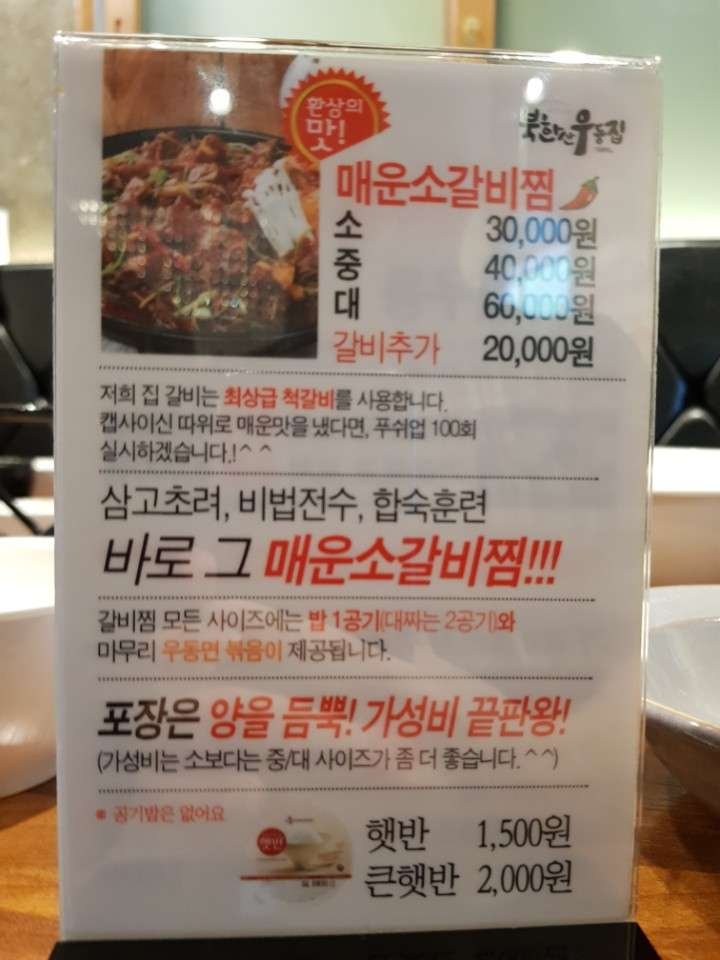 환상의
맛!
북한산우동집
매운소갈비찜
소 30,000원
중 40,000원
대 60,000원
갈비추가 20,000원
저희 집 갈비는 최상급 척갈비를 사용합니다.
캡사이신 따위로 매운맛을 냈다면, 푸쉬업 100회
실시하겠습니다.!^ ^
삼고초려, 비법전수, 합숙훈련
바로 그 매운소갈비찜!!!
갈비찜 모든 사이즈에는 밥 1공기(대짜는 2공기)와
마무리 우동면 볶음이 제공됩니다.
포장은 양을 듬뿍! 가성비 끝판왕!
(가성비는 소보다는 중/대 사이즈가 좀 더 좋습니다.^ ^)
* 공기밥은 없어요
햇반
햇반 1,500원
큰햇반 2,000원